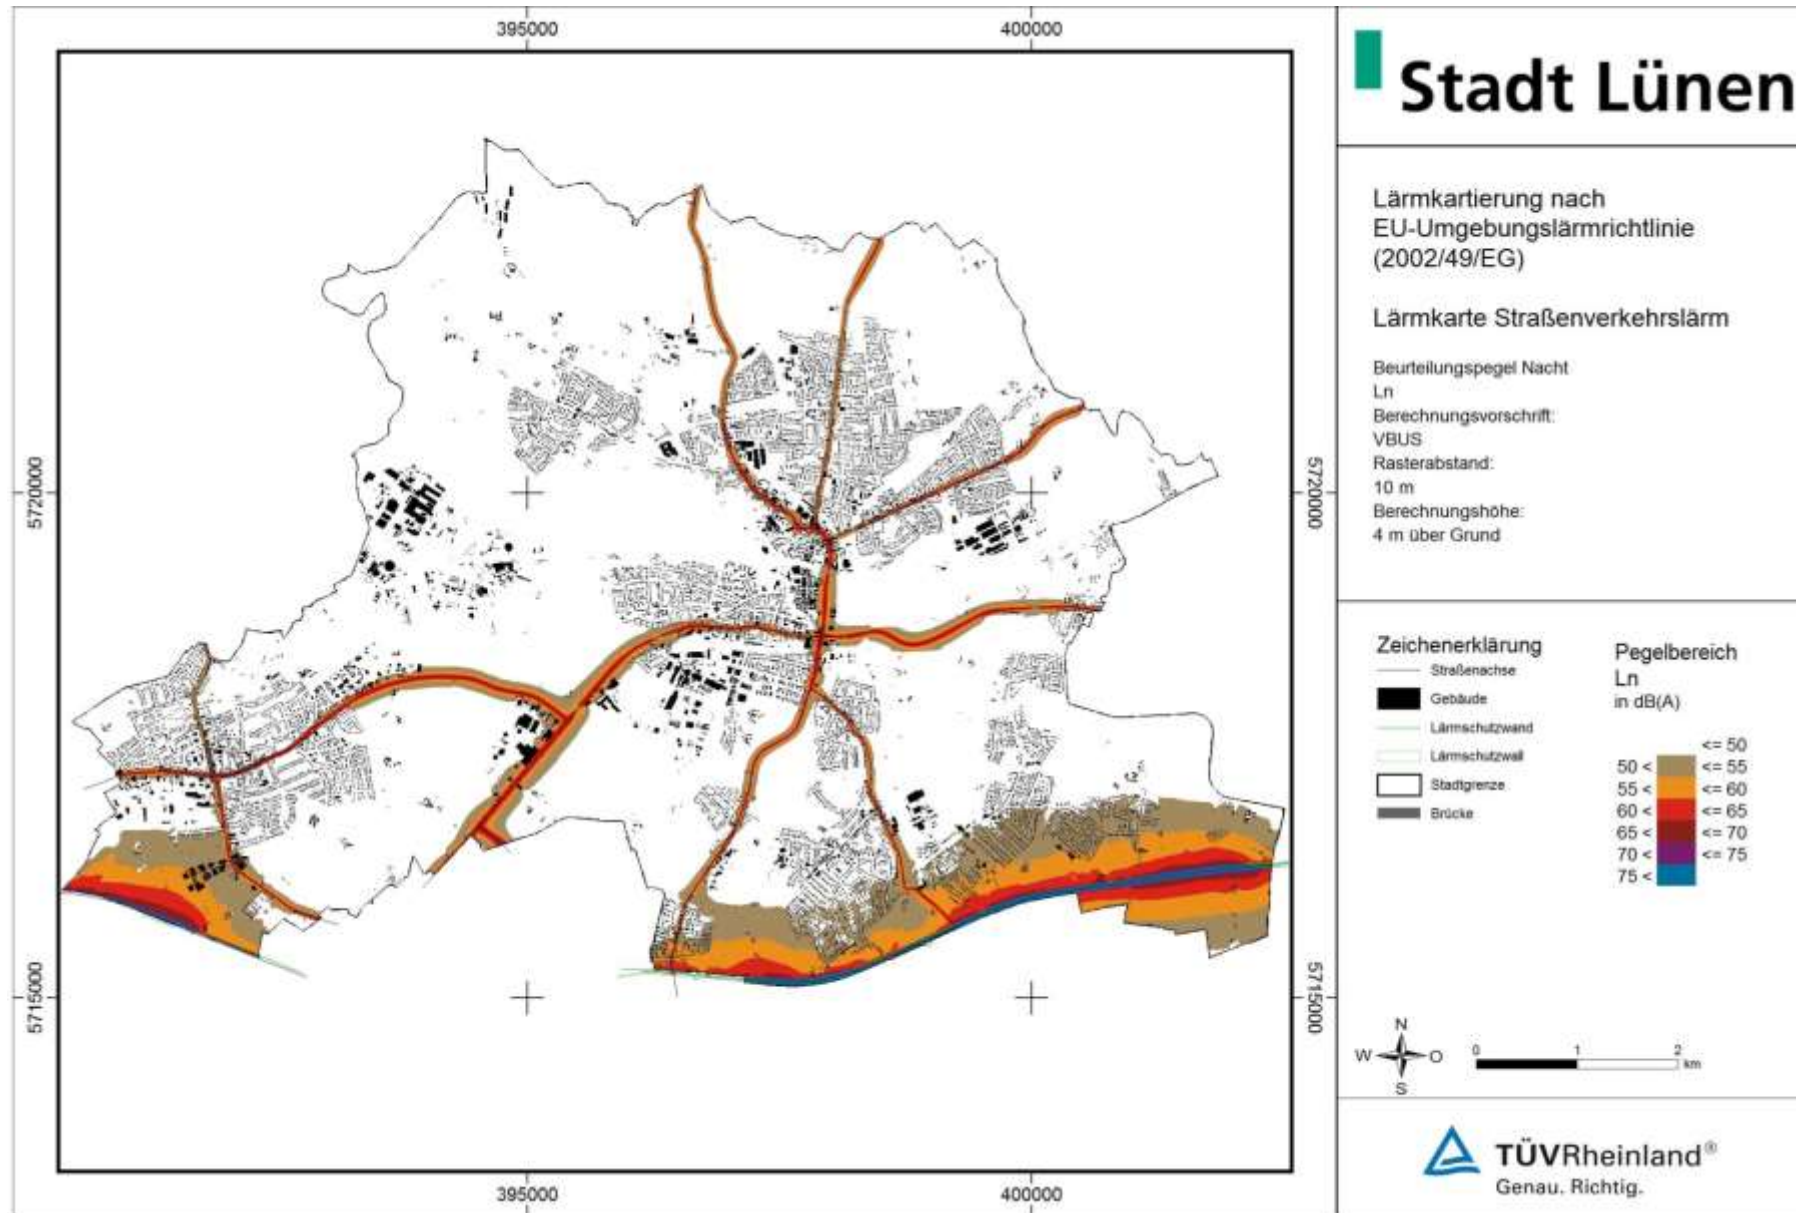 395000
400000
5720000
5720000
5715000
5715000
395000
400000
Stadt Lünen
Lärmkartierung nach
EU-Umgebungslärmrichtlinie
(2002/49/EG)
Lärmkarte Straßenverkehrslärm
Beurteilungspegel Nacht
Ln
Berechnungsvorschrift:
VBUS
Rasterabstand:
10 m
Berechnungshöhe:
4 m über Grund
Zeichenerklärung
Straßenachse
Gebäude
Lärmschutzwand
Lärmschutzwall
Stadtgrenze
Brücke
Pegelbereich
Ln
in dB(A)
<= 50
50 < <= 55
55 < <= 60
60 < <= 65
65 < <= 70
70 < <= 75
75 <
N
W O
S
0 1 2
km
TÜVRheinland®
Genau. Richtig.